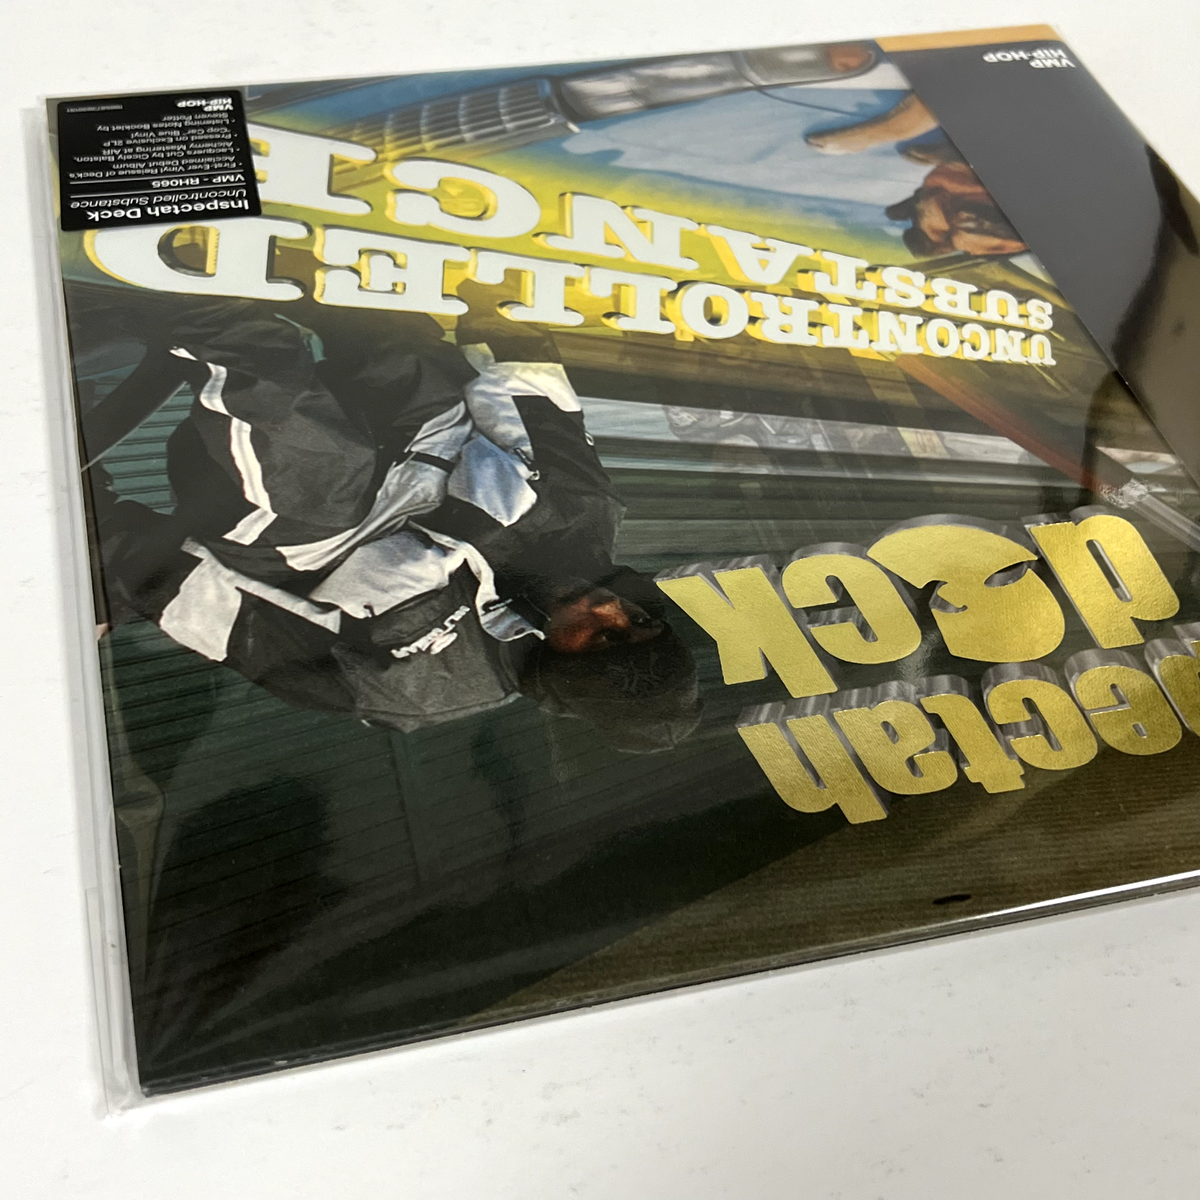 Inspectah Deck
Uncontrolled Substance
VMP - RH065
• First-Ever Vinyl Reissue of Deck's
Acclaimed Debut Album
Lacquers Cut by Cicely Balston,
Alchemy Mastering at AIR
• Pressed on Exclusive 2LP
"Cop Car" Blue Vinyl
• Listening Notes Booklet by
Steven Potter
VMP
HIP-HOP
pectah
deck
UNCONTROLLED
SUBSTANCE
VMP
HIP-HOP